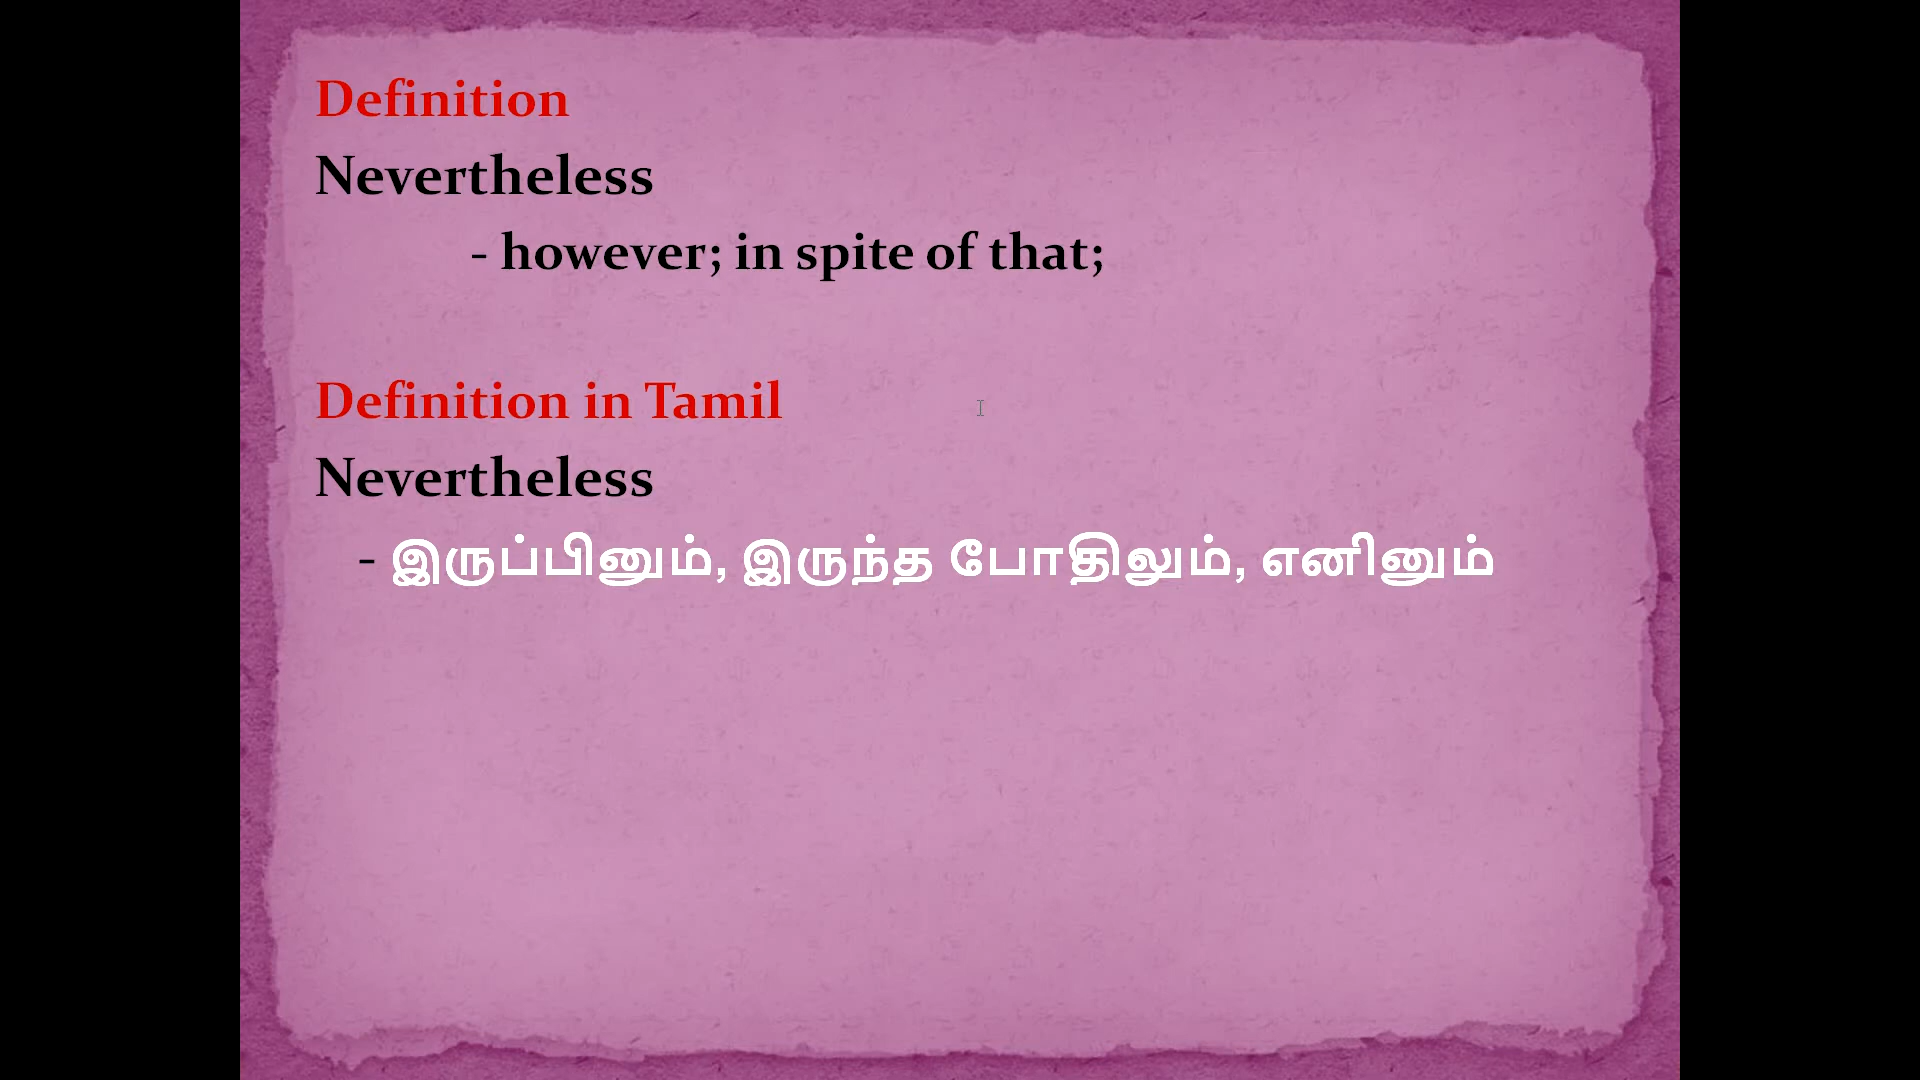 Definition
Nevertheless
- however; in spite of that;
Definition in Tamil
Nevertheless
- இருப்பினும், இருந்த போதிலும், எனினும்